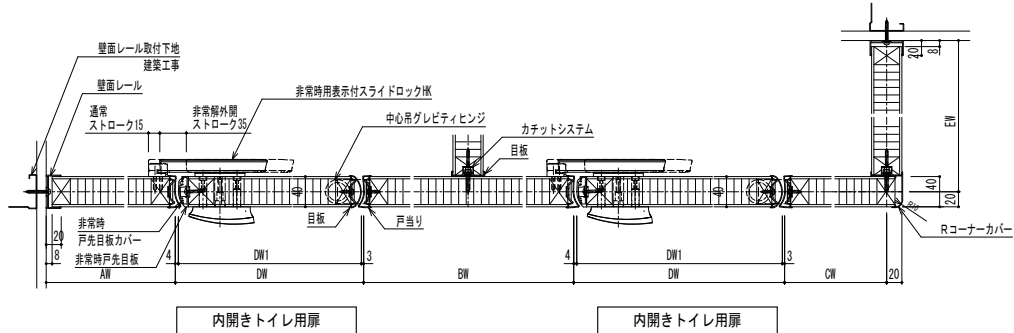 壁面レール取付下地
建築工事
壁面レール
非常時用表示付スライドロックHK
通常
ストローク15
非常解外開
ストローク35
中心吊グレビティヒンジ
カチットシステム
目板
20
8
EW
40
40
40
20
20
8
非常時
戸先目板カバー
非常時戸先目板
目板
戸当り
Rコーナーカバー
4
DW1
3
4
DW1
3
AW
DW
BW
DW
CW
20
内開きトイレ用扉
内開きトイレ用扉